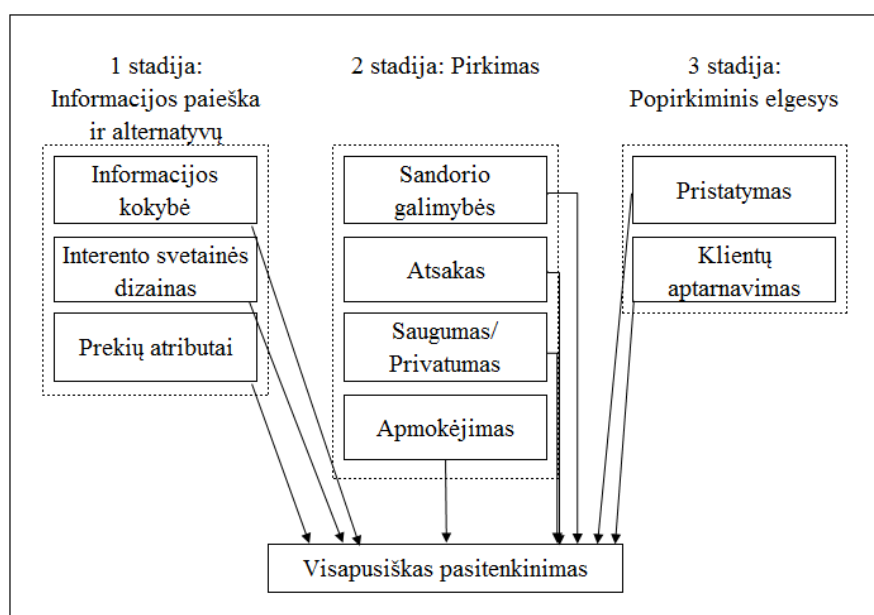 1 stadija:
Informacijos paieška
ir alternatyvų
Informacijos
kokybė
Interento svetainės
dizainas
Prekių atributai
2 stadija: Pirkimas
Sandorio
galimybės
Atsakas
Saugumas/
Privatumas
Apmokėjimas
3 stadija:
Popirkiminis elgesys
Pristatymas
Klientų
aptarnavimas
Visapusiškas pasitenkinimas